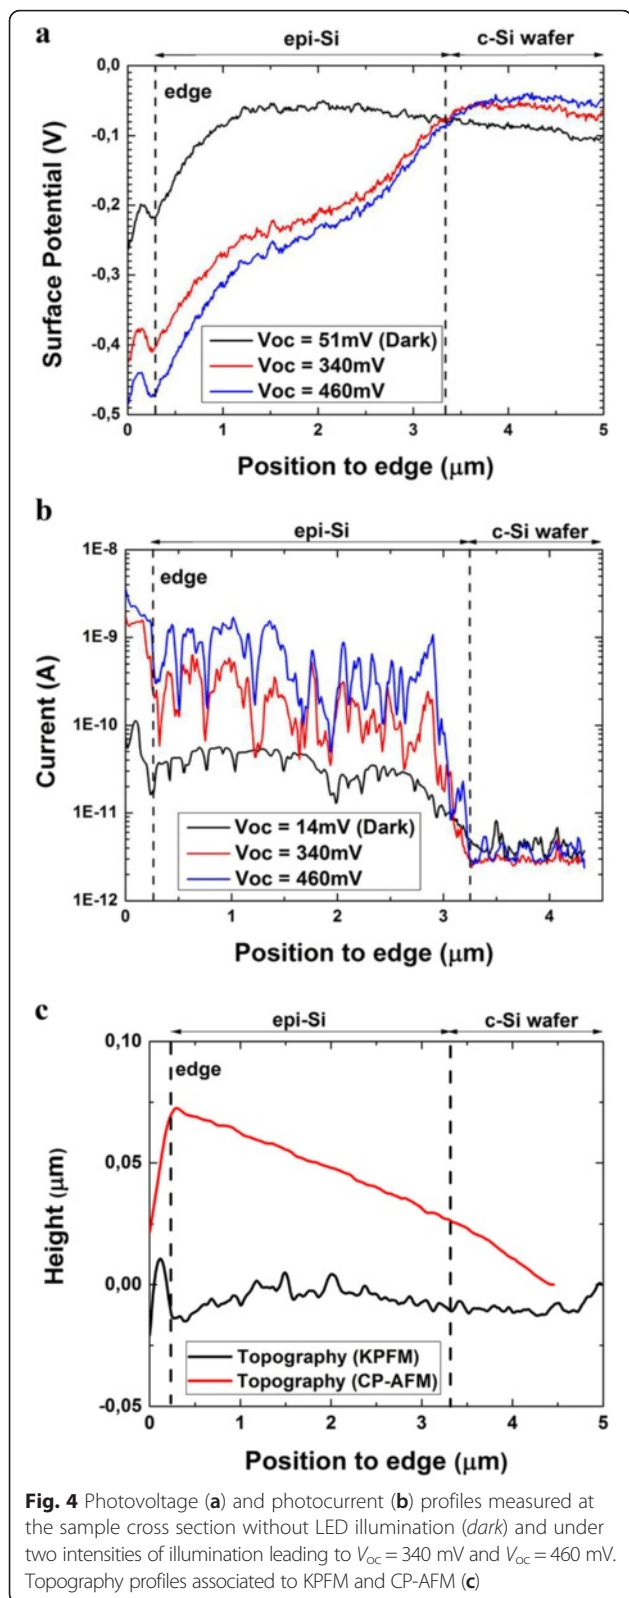 a
epi-Si
c-Si wafer
0,0
-0,1
-0,2
-0,3
-0,4
-0,5
Surface Potential (V)
edge
Voc = 51mV (Dark)
Voc = 340mV
Voc = 460mV
0
1
2
3
4
5
Position to edge (μm)
b
epi-Si
c-Si wafer
1E-8
1E-9
1E-10
1E-11
1E-12
Current (A)
edge
Voc = 14mV (Dark)
Voc = 340mV
Voc = 460mV
0
1
2
3
4
Position to edge (μm)
c
epi-Si
c-Si wafer
0,10
0,05
0,00
-0,05
Height (μm)
edge
Topography (KPFM)
Topography (CP-AFM)
0
1
2
3
4
5
Position to edge (μm)
Fig. 4 Photovoltage (a) and photocurrent (b) profiles measured at
the sample cross section without LED illumination (dark) and under
two intensities of illumination leading to Voc = 340 mV and Voc = 460 mV.
Topography profiles associated to KPFM and CP-AFM (c)